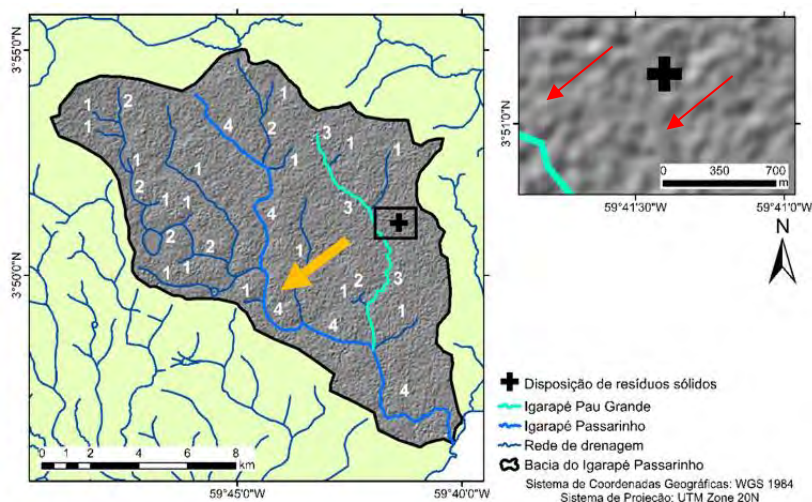 3°55'0"N
3°50'0"N
59°45'0"W
59°40'0"W
1
2
1
1
1
2
4
2
1
3
1
1
1
1
2
1
1
4
1
3
2
2
1
1
1
4
2
1
3
1
4
4
0 1 2 4 6 8
km
3°51'0"N
0 350 700
m
59°41'30"W
59°41'0"W
N
Disposição de resíduos sólidos
Igarapé Pau Grande
Igarapé Passarinho
Rede de drenagem
Bacia do Igarapé Passarinho
Sistema de Coordenadas Geográficas: WGS 1984
Sistema de Projeção: UTM Zone 20N